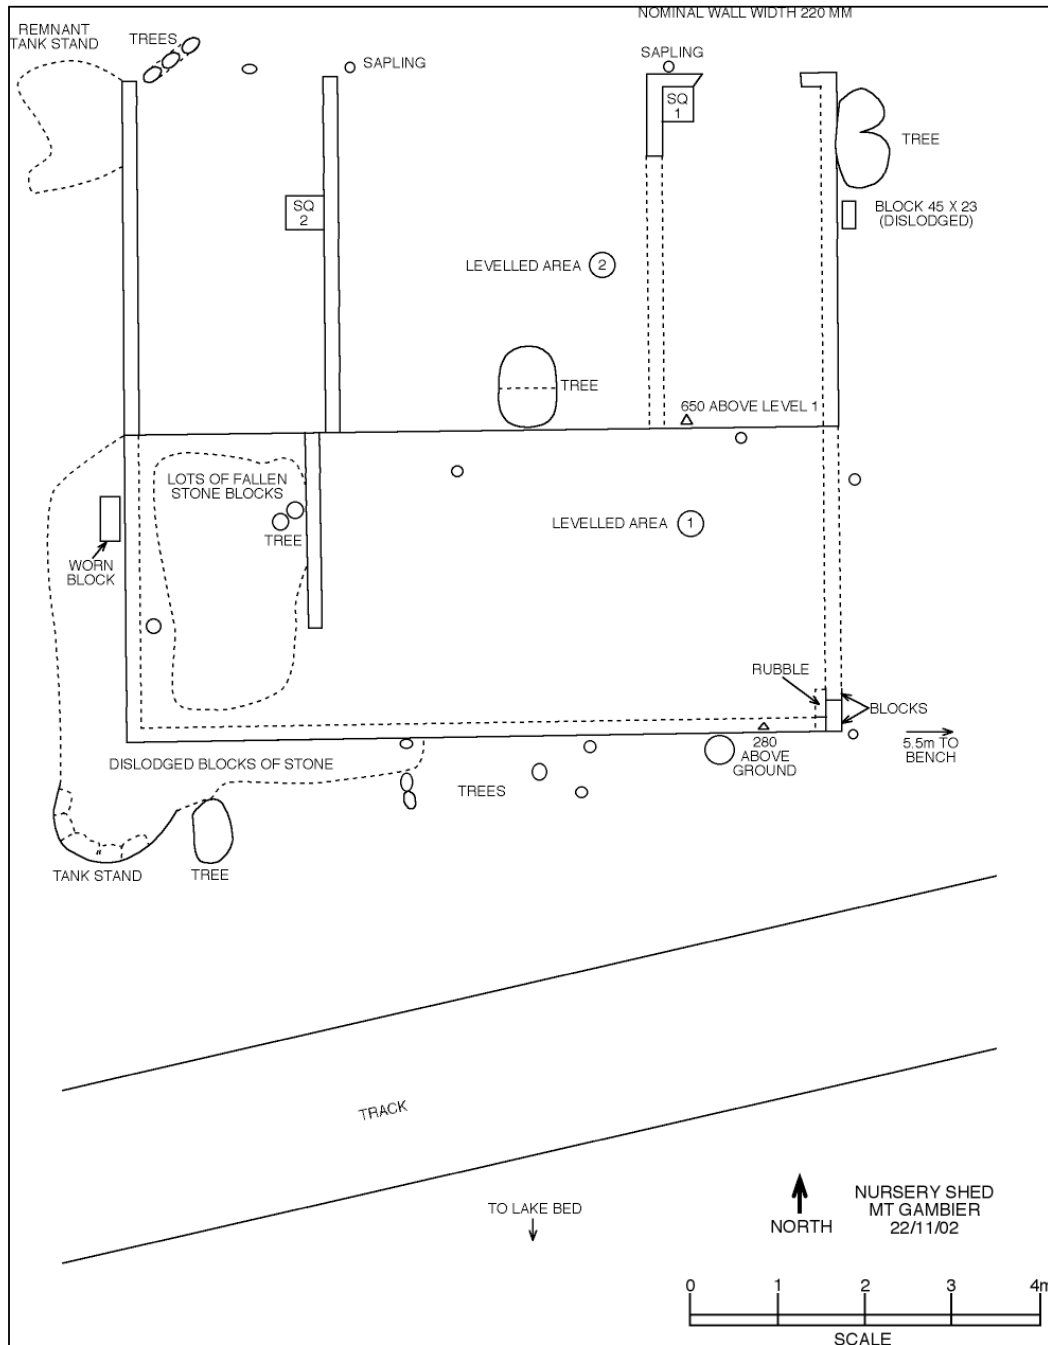 NOMINAL WALL WIDTH 220 MM
REMNANT
TANK STAND
TREES
SAPLING
SAPLING
SQ
1
TREE
SQ
2
BLOCK 45 X 23
(DISLODGED)
LEVELLED AREA 2
TREE
650 ABOVE LEVEL 1
LOTS OF FALLEN
STONE BLOCKS
TREE
LEVELLED AREA 1
WORN
BLOCK
RUBBLE
BLOCKS
280
ABOVE
GROUND
5.5m TO
BENCH
DISLODGED BLOCKS OF STONE
TREES
TANK STAND
TREE
TRACK
TO LAKE BED
NORTH
NURSERY SHED
MT GAMBIER
22/11/02
0 1 2 3 4m
SCALE